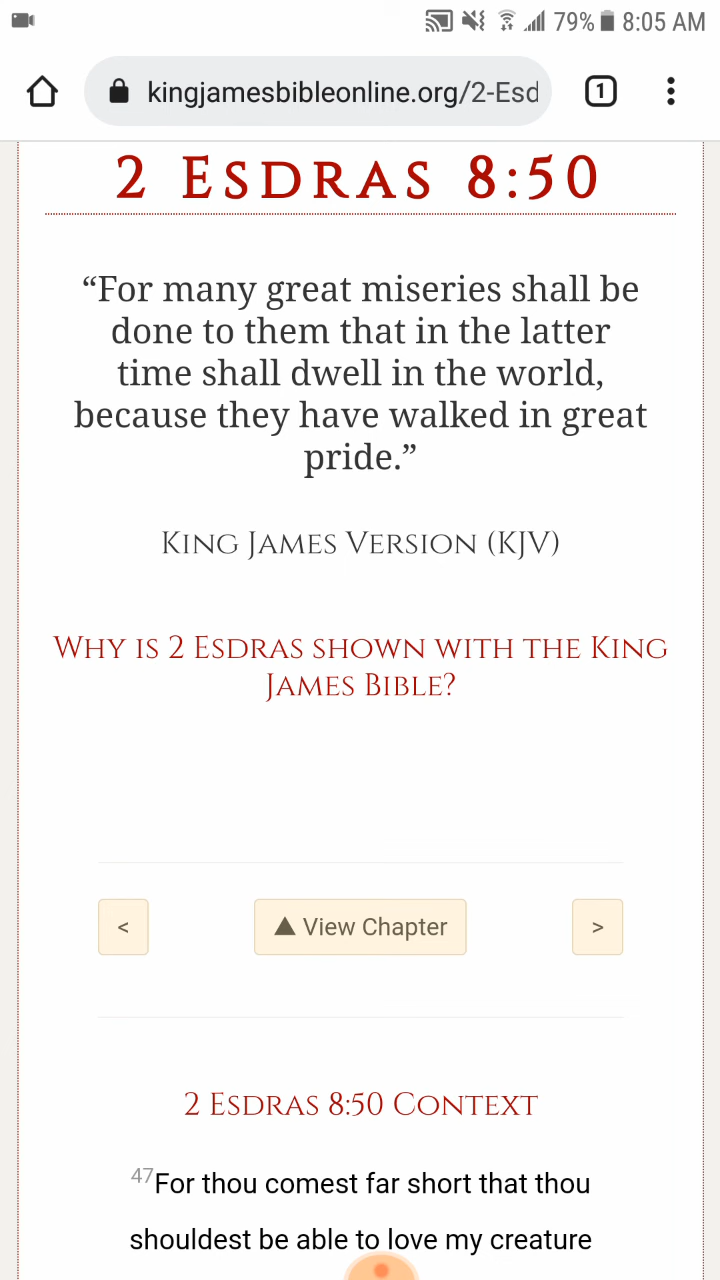 79% 8:05 AM
kingjamesbibleonline.org/2-Esd
1
2 Esdras 8:50
“For many great miseries shall be
done to them that in the latter
time shall dwell in the world,
because they have walked in great
pride.”
King James Version (KJV)
Why is 2 Esdras shown with the King
James Bible?
< ▲ View Chapter >
2 Esdras 8:50 Context
47For thou comest far short that thou
shouldest be able to love my creature